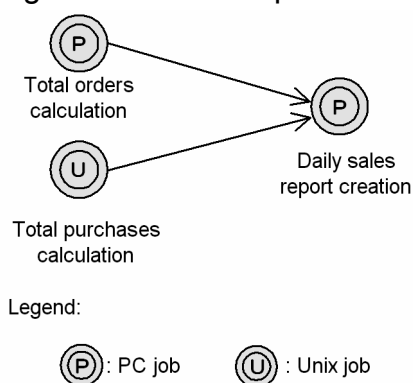 P
Total orders
calculation
P
Daily sales
report creation
U
Total purchases
calculation
Legend:
P : PC job
U : Unix job